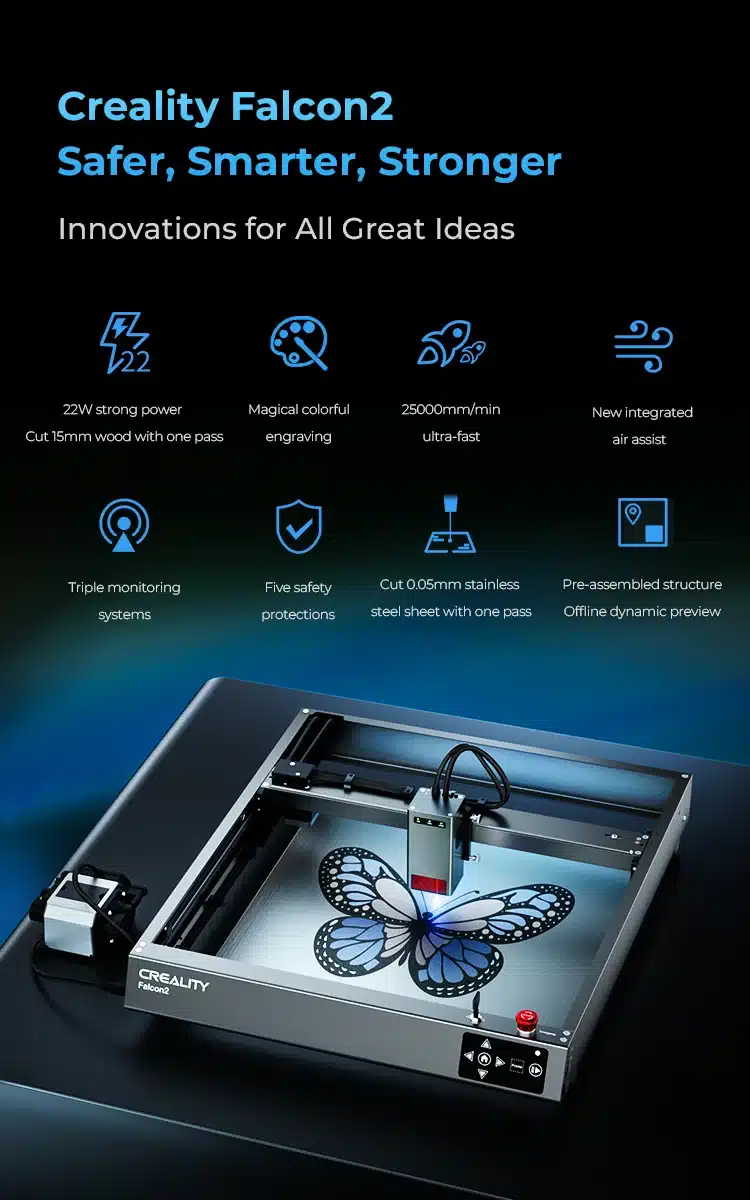 Creality Falcon2
Safer, Smarter, Stronger
Innovations for All Great Ideas
22
22W strong power
Cut 15mm wood with one pass
Magical colorful
engraving
25000mm/min
ultra-fast
New integrated
air assist
Triple monitoring
systems
Five safety
protections
Cut 0.05mm stainless
steel sheet with one pass
Pre-assembled structure
Offline dynamic preview
CREALITY
Falcon2